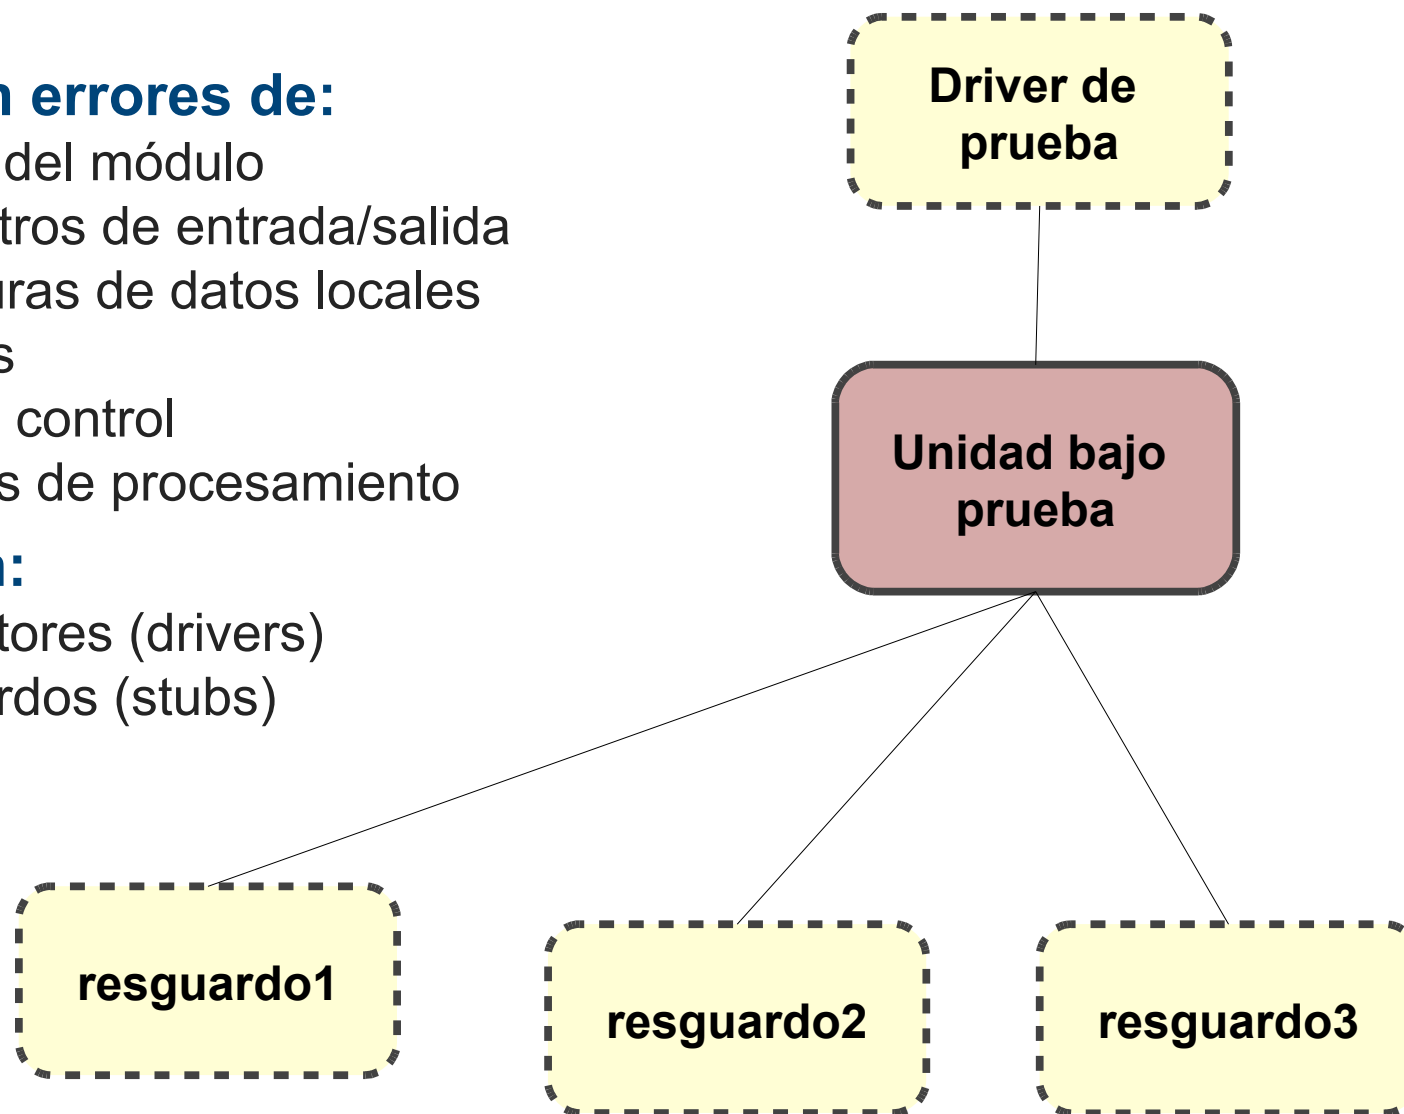 errores de:
del módulo
tros de entrada/salida
uras de datos locales
s
control
s de procesamiento
:
tores (drivers)
rdos (stubs)
Driver de
prueba
Unidad bajo
prueba
resguardo1
resguardo2
resguardo3